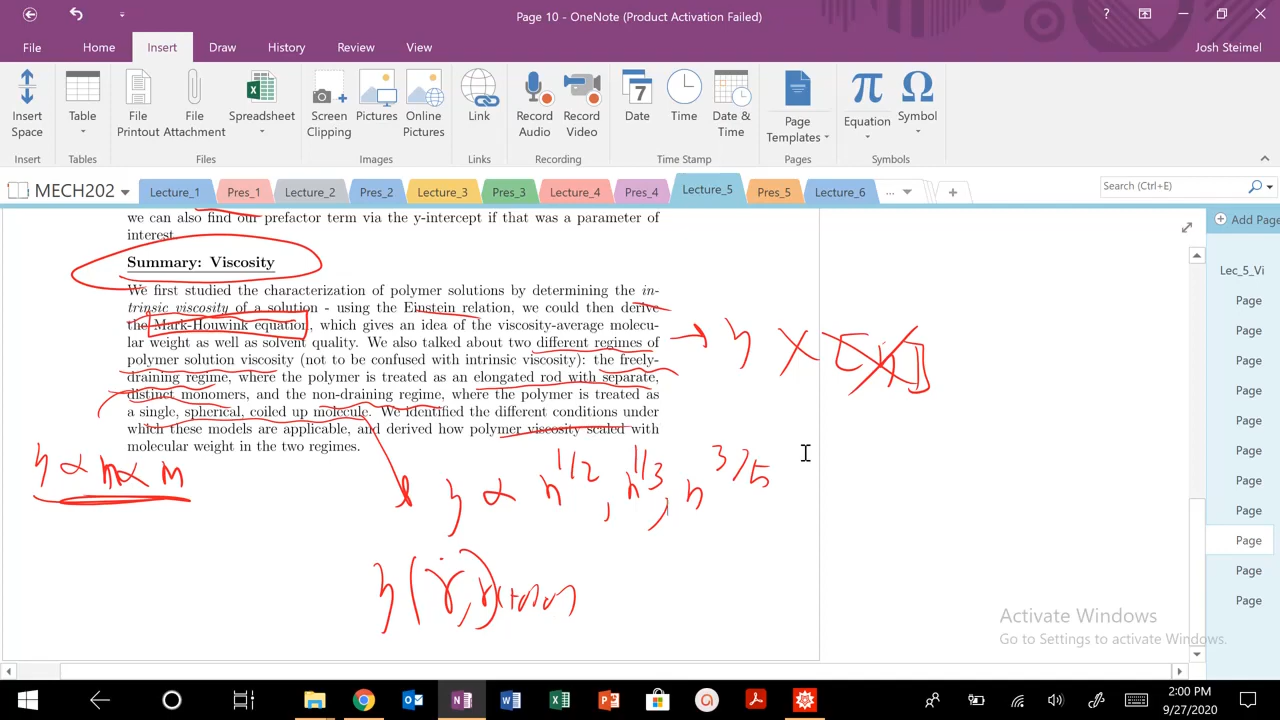 Page 10 - OneNote (Product Activation Failed)
?
File Home Insert Draw History Review View Josh Steimel
Insert Space Table File Printout File Attachment Spreadsheet Screen Clipping Pictures Online Pictures Link Record Audio Record Video Date Time Date & Time Page Templates Equation Symbol
Insert Tables Files Images Links Recording Time Stamp Pages Symbols
MECH202 Lecture_1 Pres_1 Lecture_2 Pres_2 Lecture_3 Pres_3 Lecture_4 Pres_4 Lecture_5 Pres_5 Lecture_6 ... Search (Ctrl+E)
we can also find our prefactor term via the y-intercept if that was a parameter of
interest.
Summary: Viscosity
We first studied the characterization of polymer solutions by determining the in-
trinsic viscosity of a solution - using the Einstein relation, we could then derive
the Mark-Houwink equation, which gives an idea of the viscosity-average molecu-
lar weight as well as solvent quality. We also talked about two different regimes of
polymer solution viscosity (not to be confused with intrinsic viscosity): the freely-
draining regime, where the polymer is treated as an elongated rod with separate,
distinct monomers, and the non-draining regime, where the polymer is treated as
a single, spherical, coiled up molecule. We identified the different conditions under
which these models are applicable, and derived how polymer viscosity scaled with
molecular weight in the two regimes.
η [η]
η ∝ n ∝ M
η ∝ n^1/2, n^1/3, n^3/5
Add Page
Lec_5_Vi
Page
Page
Page
Page
Page
Page
Page
Page
Page
Page
Activate Windows
Go to Settings to activate Windows.
2:00 PM
9/27/2020